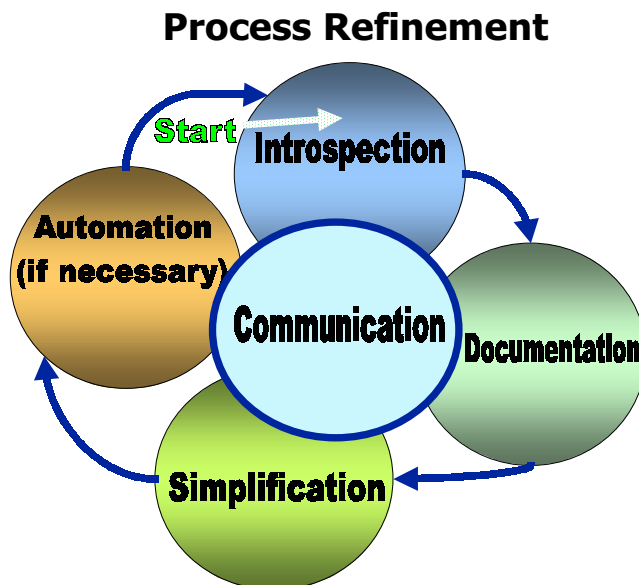 Process Refinement
Start
Introspection
Automation
(if necessary)
Communication
Documentation
Simplification